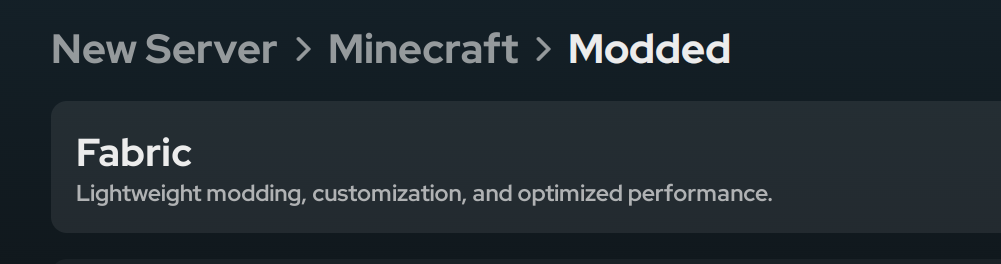 New Server > Minecraft > Modded
Fabric
Lightweight modding, customization, and optimized performance.